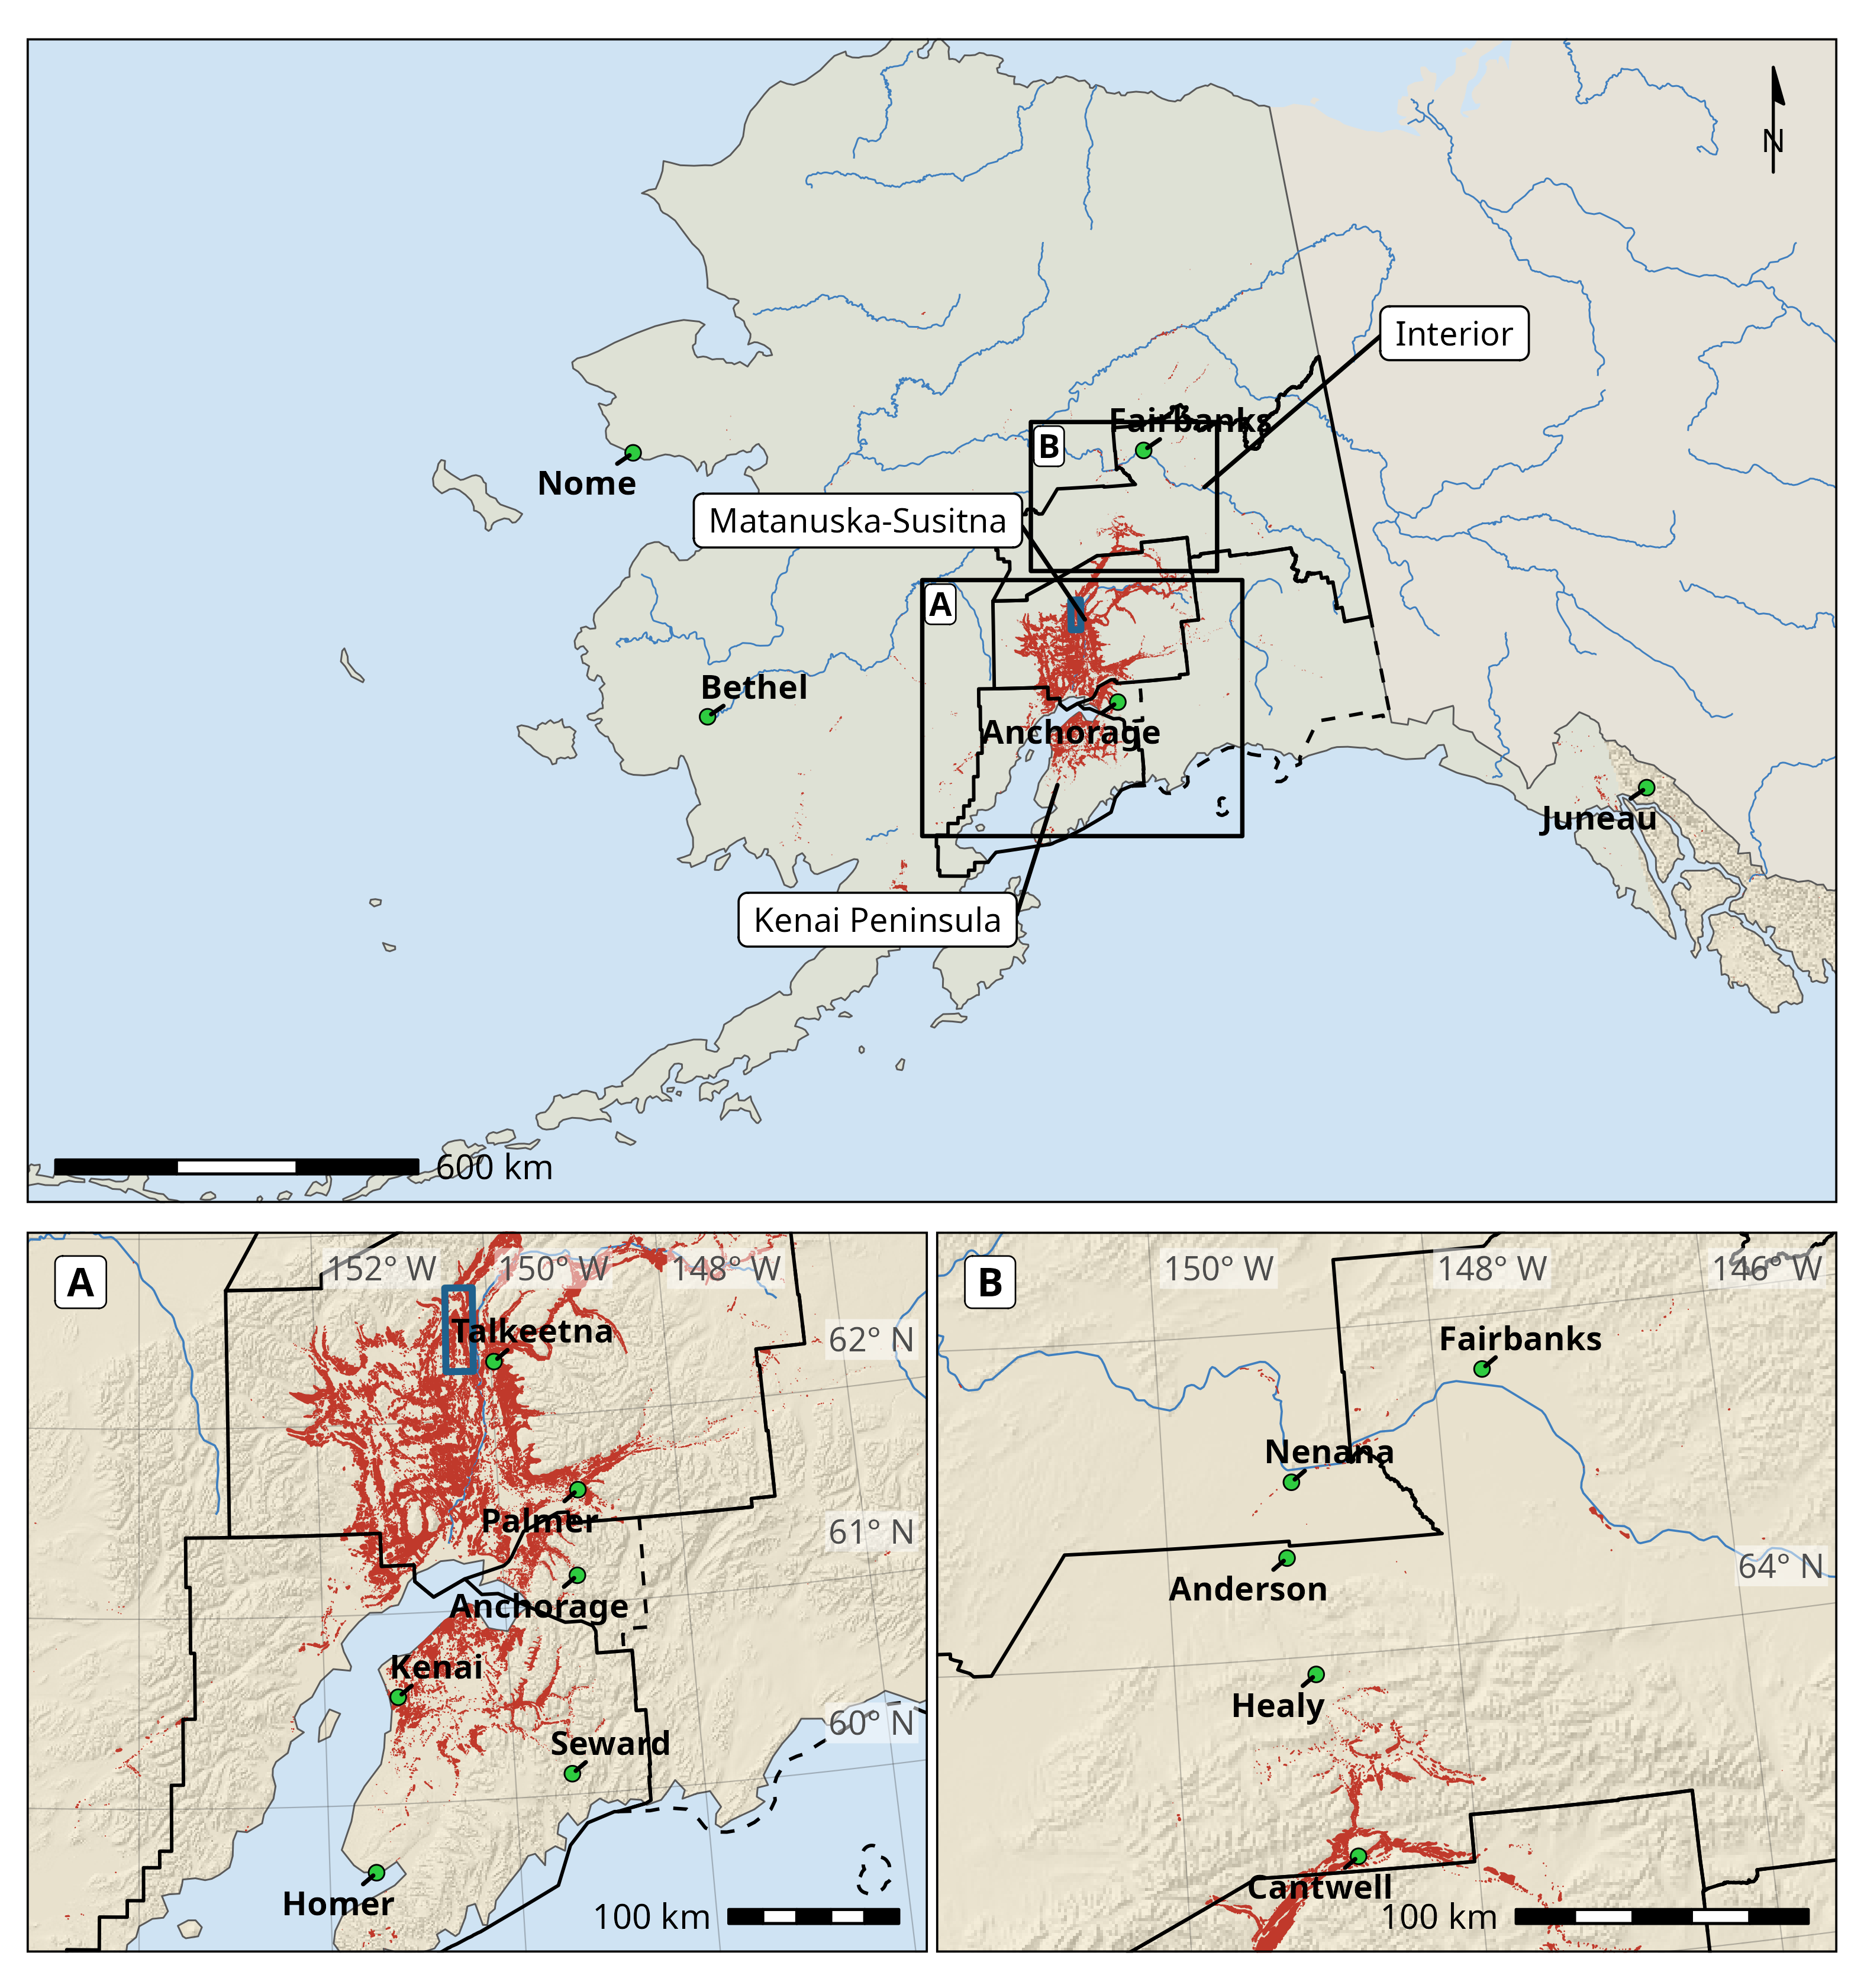 N
Interior
Fairbanks
B
Nome
Matanuska-Susitna
A
Bethel
Anchorage
Juneau
Kenai Peninsula
600 km
A
152° W
150° W
148° W
Talkeetna
62° N
Palmer
61° N
Anchorage
Kenai
60° N
Seward
Homer
100 km
B
150° W
148° W
146° W
Fairbanks
Nenana
64° N
Anderson
Healy
Cantwell
100 km